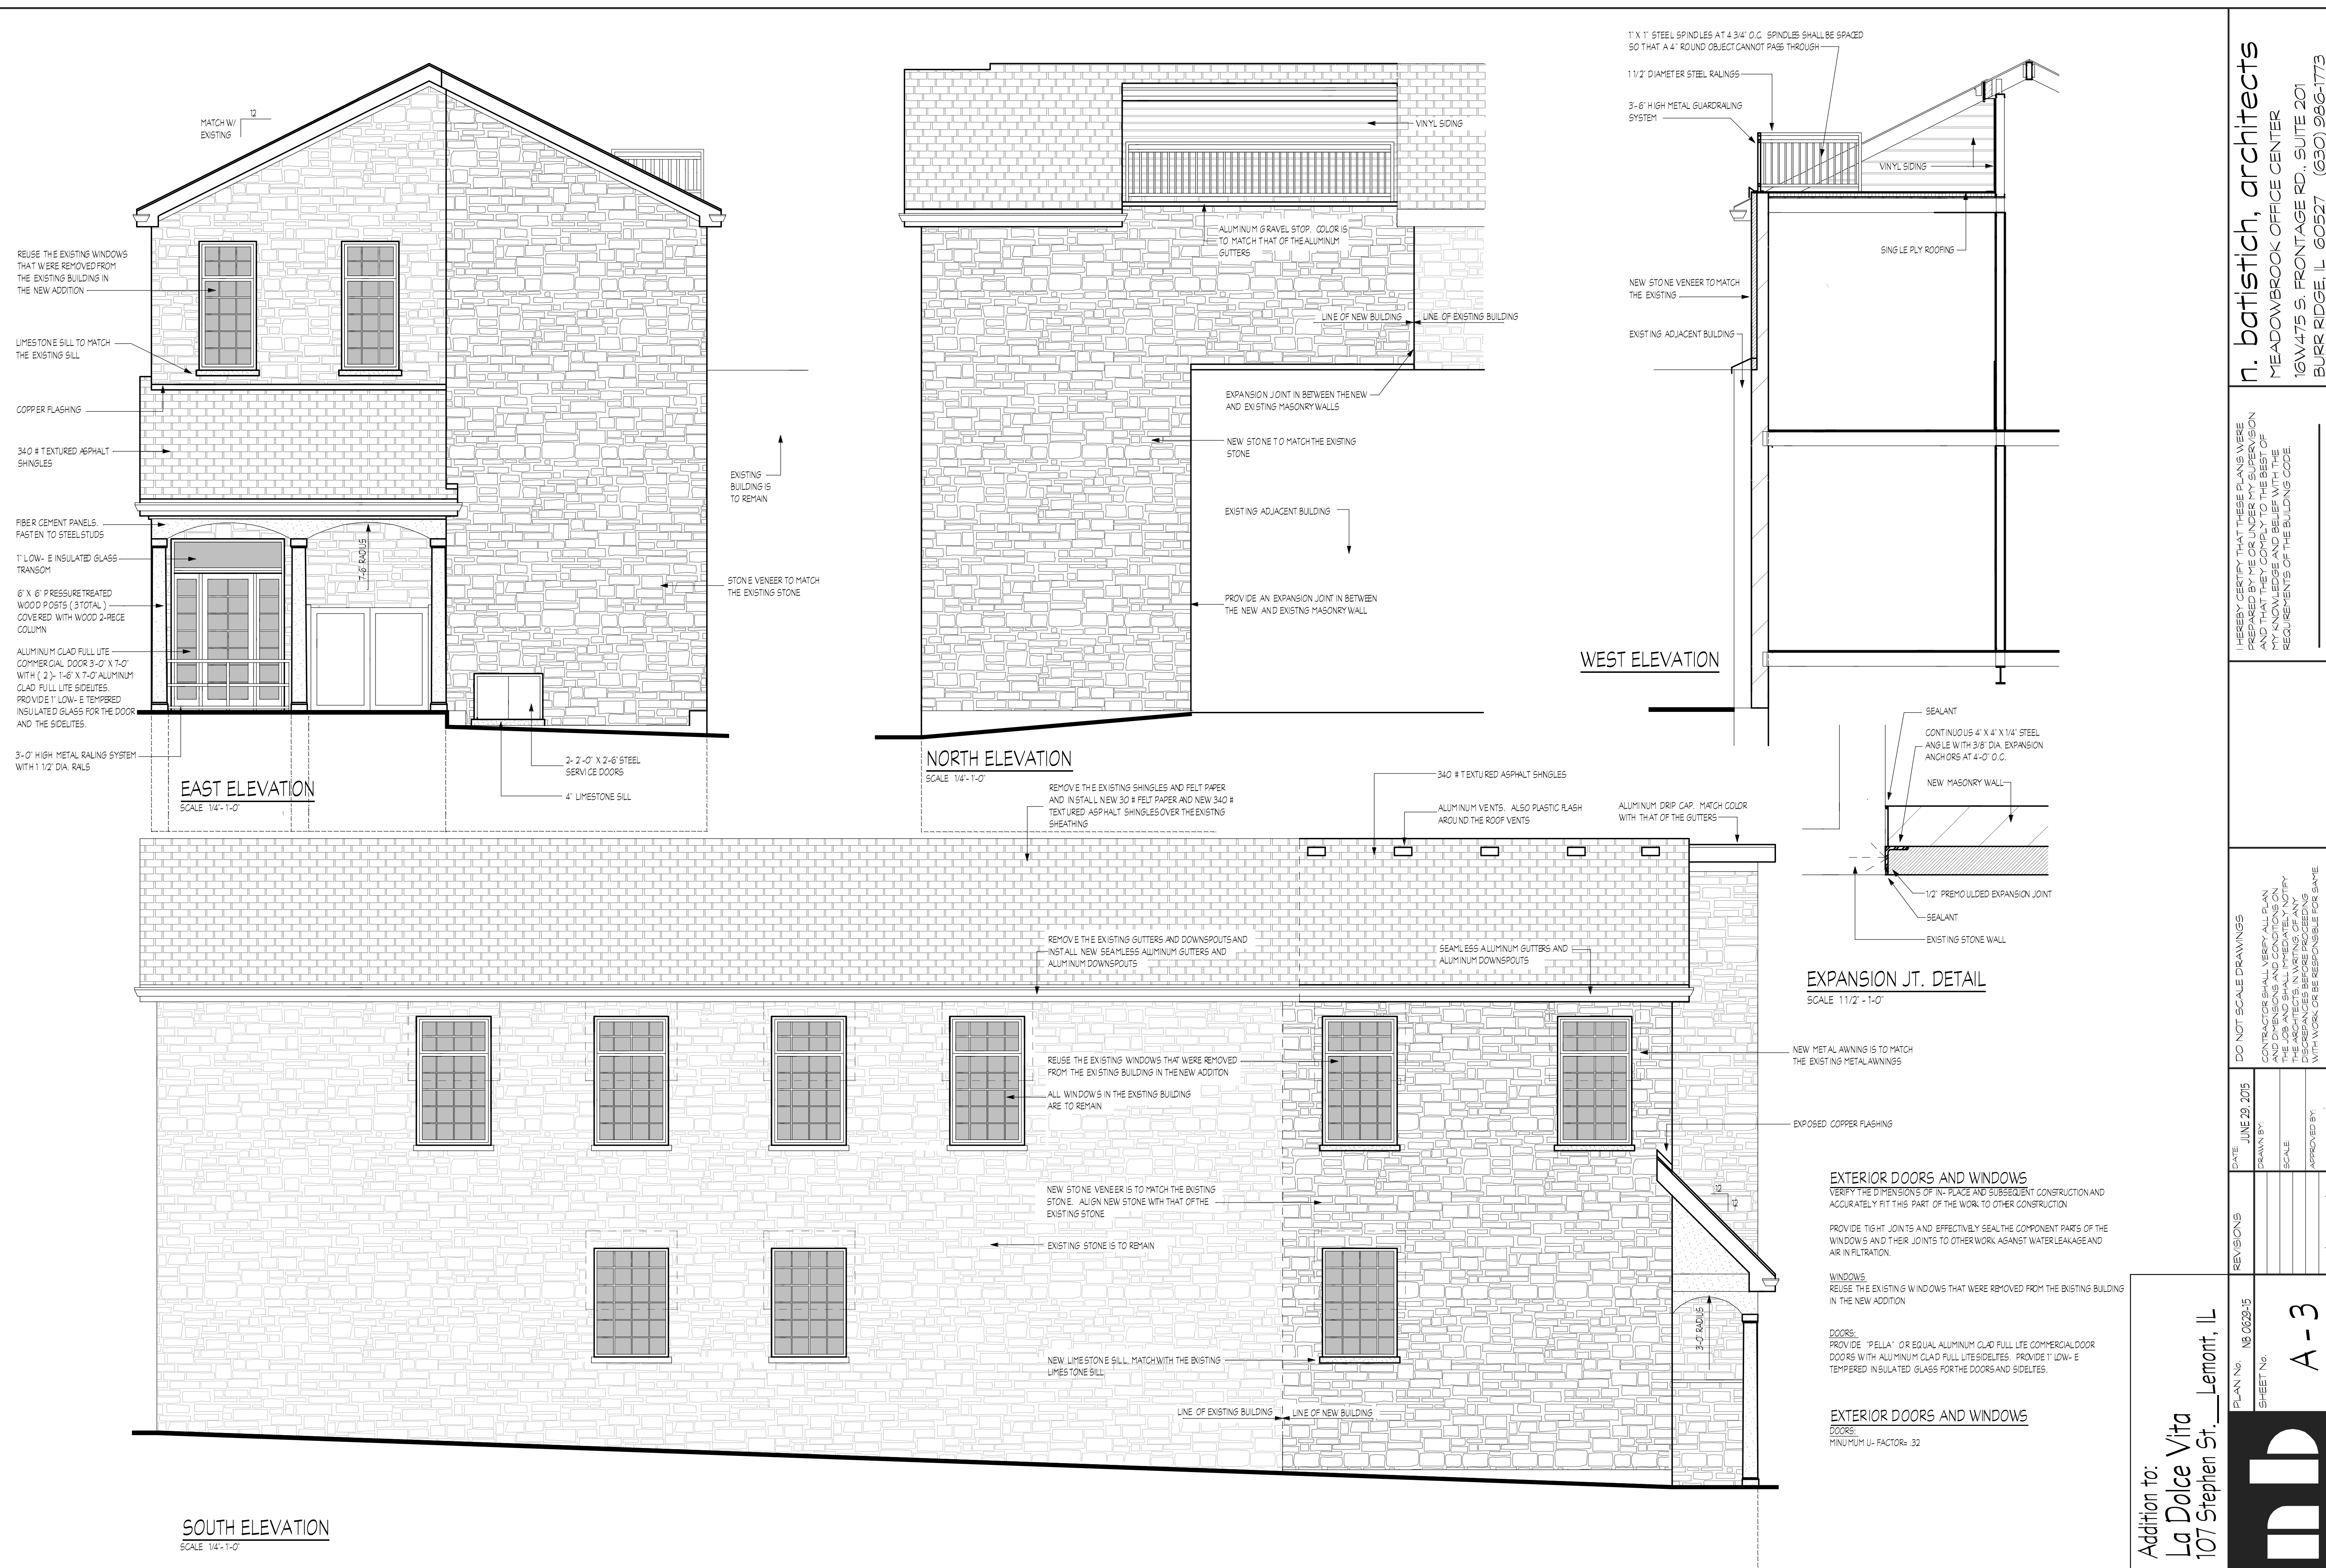 12
MATCH W/
EXISTING
REUSE THE EXISTING WINDOWS
THAT WERE REMOVED FROM
THE EXISTING BUILDING IN
THE NEW ADDITION
LIMESTONE SILL TO MATCH
THE EXISTING SILL
COPPER FLASHING
340 # TEXTURED ASPHALT
SHINGLES
FIBER CEMENT PANELS.
FASTEN TO STEEL STUDS
1" LOW- E INSULATED GLASS
TRANSOM
6" X 6" PRESSURE TREATED
WOOD POSTS ( 3 TOTAL )
COVERED WITH WOOD 2-PIECE
COLUMN
ALUMINUM CLAD FULL LITE
COMMERCIAL DOOR 3'-0" X 7'-0"
WITH ( 2 )- 1'-6" X 7'-0" ALUMINUM
CLAD FULL LITE SIDELITES.
PROVIDE 1" LOW- E TEMPERED
INSULATED GLASS FOR THE DOOR
AND THE SIDELITES.
3'-0" HIGH METAL RAILING SYSTEM
WITH 1 1/2" DIA. RAILS
7'-6" RADIUS
EXISTING
BUILDING IS
TO REMAIN
STONE VENEER TO MATCH
THE EXISTING STONE
2- 2'-0" X 2'-6" STEEL
SERVICE DOORS
4" LIMESTONE SILL
EAST ELEVATION
SCALE 1/4"- 1'-0"
VINYL SIDING
ALUMINUM GRAVEL STOP. COLOR IS
TO MATCH THAT OF THE ALUMINUM
GUTTERS
LINE OF NEW BUILDING
LINE OF EXISTING BUILDING
EXPANSION JOINT IN BETWEEN THE NEW
AND EXISTING MASONRY WALLS
NEW STONE TO MATCH THE EXISTING
STONE
EXISTING ADJACENT BUILDING
PROVIDE AN EXPANSION JOINT IN BETWEEN
THE NEW AND EXISTING MASONRY WALL
NORTH ELEVATION
SCALE 1/4"- 1'-0"
1" X 1" STEEL SPINDLES AT 4 3/4" O.C. SPINDLES SHALL BE SPACED
SO THAT A 4" ROUND OBJECT CANNOT PASS THROUGH
1 1/2" DIAMETER STEEL RAILINGS
3'-6" HIGH METAL GUARDRAILING
SYSTEM
VINYL SIDING
SINGLE PLY ROOFING
NEW STONE VENEER TO MATCH
THE EXISTING
EXISTING ADJACENT BUILDING
WEST ELEVATION
SEALANT
CONTINUOUS 4" X 4" X 1/4" STEEL
ANGLE WITH 3/8" DIA. EXPANSION
ANCHORS AT 4'-0" O.C.
NEW MASONRY WALL
1/2" PREMOULDED EXPANSION JOINT
SEALANT
EXISTING STONE WALL
EXPANSION JT. DETAIL
SCALE 1 1/2" - 1'-0"
REMOVE THE EXISTING SHINGLES AND FELT PAPER
AND INSTALL NEW 30 # FELT PAPER AND NEW 340 #
TEXTURED ASPHALT SHINGLES OVER THE EXISTING
SHEATHING
340 # TEXTURED ASPHALT SHINGLES
ALUMINUM VENTS. ALSO PLASTIC FLASH
AROUND THE ROOF VENTS
ALUMINUM DRIP CAP. MATCH COLOR
WITH THAT OF THE GUTTERS
REMOVE THE EXISTING GUTTERS AND DOWNSPOUTS AND
INSTALL NEW SEAMLESS ALUMINUM GUTTERS AND
ALUMINUM DOWNSPOUTS
SEAMLESS ALUMINUM GUTTERS AND
ALUMINUM DOWNSPOUTS
REUSE THE EXISTING WINDOWS THAT WERE REMOVED
FROM THE EXISTING BUILDING IN THE NEW ADDITION
ALL WINDOWS IN THE EXISTING BUILDING
ARE TO REMAIN
NEW METAL AWNING IS TO MATCH
THE EXISTING METAL AWNINGS
EXPOSED COPPER FLASHING
12
12
NEW STONE VENEER IS TO MATCH THE EXISTING
STONE. ALIGN NEW STONE WITH THAT OF THE
EXISTING STONE
EXISTING STONE IS TO REMAIN
3'-0" RADIUS
NEW LIMESTONE SILL. MATCH WITH THE EXISTING
LIMESTONE SILL
LINE OF EXISTING BUILDING
LINE OF NEW BUILDING
SOUTH ELEVATION
SCALE 1/4"- 1'-0"
EXTERIOR DOORS AND WINDOWS
VERIFY THE DIMENSIONS OF IN- PLACE AND SUBSEQUENT CONSTRUCTION AND
ACCURATELY FIT THIS PART OF THE WORK TO OTHER CONSTRUCTION
PROVIDE TIGHT JOINTS AND EFFECTIVELY SEAL THE COMPONENT PARTS OF THE
WINDOWS AND THEIR JOINTS TO OTHER WORK AGAINST WATER LEAKAGE AND
AIR INFILTRATION.
WINDOWS
REUSE THE EXISTING WINDOWS THAT WERE REMOVED FROM THE EXISTING BUILDING
IN THE NEW ADDITION
DOORS:
PROVIDE "PELLA" OR EQUAL ALUMINUM CLAD FULL LITE COMMERCIAL DOOR
DOORS WITH ALUMINUM CLAD FULL LITE SIDELITES. PROVIDE 1" LOW- E
TEMPERED INSULATED GLASS FOR THE DOORS AND SIDELITES.
EXTERIOR DOORS AND WINDOWS
DOORS:
MINUMUM U- FACTOR= .32
n. batistich, architects
MEADOWBROOK OFFICE CENTER
16W475 S. FRONTAGE RD., SUITE 201
BURR RIDGE, IL 60527 (630) 986-1773
I HEREBY CERTIFY THAT THESE PLANS WERE
PREPARED BY ME OR UNDER MY SUPERVISION
AND THAT THEY COMPLY TO THE BEST OF
MY KNOWLEDGE AND BELIEF WITH THE
REQUIREMENTS OF THE BUILDING CODE.
DO NOT SCALE DRAWINGS
CONTRACTOR SHALL VERIFY ALL PLAN
AND DIMENSIONS AND CONDITIONS ON
THE JOB AND SHALL IMMEDIATELY NOTIFY
THE ARCHITECTS, IN WRITING, OF ANY
DISCREPANCIES BEFORE PROCEEDING
WITH WORK OR BE RESPONSIBLE FOR SAME.
DATE: JUNE 29, 2015
DRAWN BY:
SCALE
APPROVED BY:
REVISIONS
PLAN No. NB 0629-15
SHEET No.
A - 3
Addition to:
La Dolce Vita
107 Stephen St. Lemont, IL
nb